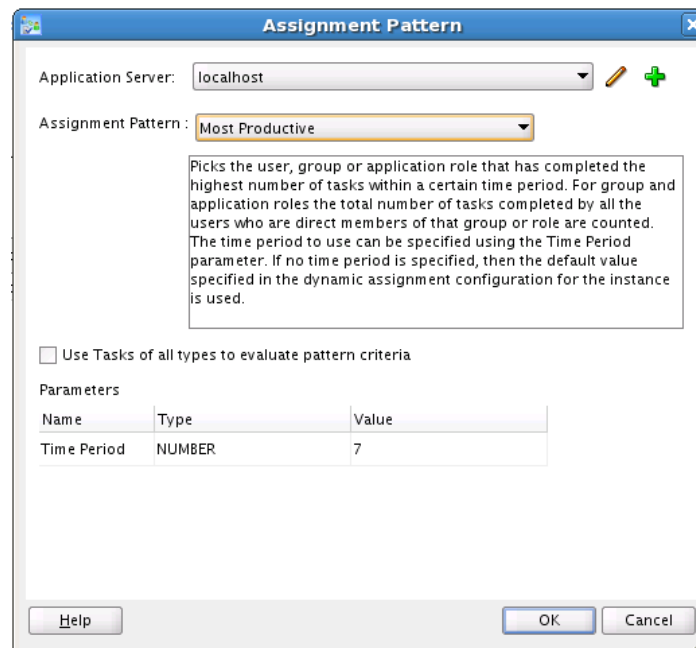 Assignment Pattern
Application Server: localhost
Assignment Pattern : Most Productive
Picks the user, group or application role that has completed the
highest number of tasks within a certain time period. For group and
application roles the total number of tasks completed by all the
users who are direct members of that group or role are counted.
The time period to use can be specified using the Time Period
parameter. If no time period is specified, then the default value
specified in the dynamic assignment configuration for the instance
is used.
Use Tasks of all types to evaluate pattern criteria
Parameters
Name Type Value
Time Period NUMBER 7
Help OK Cancel